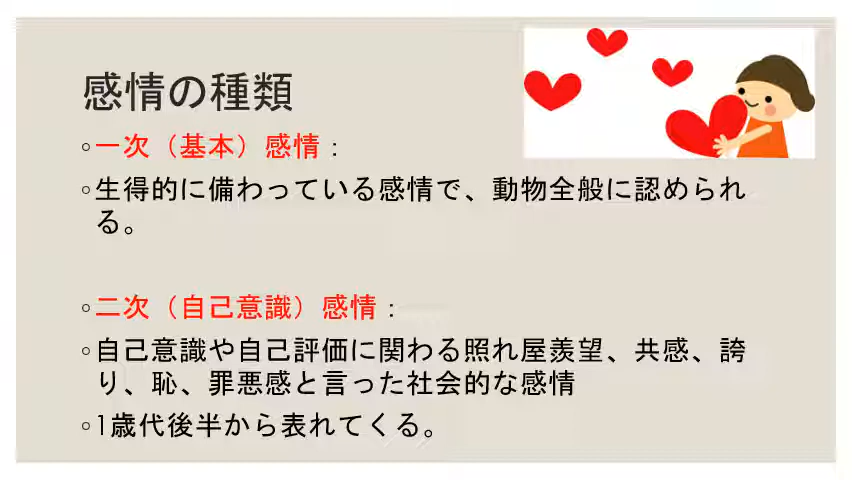 感情の種類
◦一次（基本）感情：
◦生得的に備わっている感情で、動物全般に認められ
る。
◦二次（自己意識）感情：
◦自己意識や自己評価に関わる照れ屋羨望、共感、誇
り、恥、罪悪感と言った社会的な感情
◦1歳代後半から表れてくる。